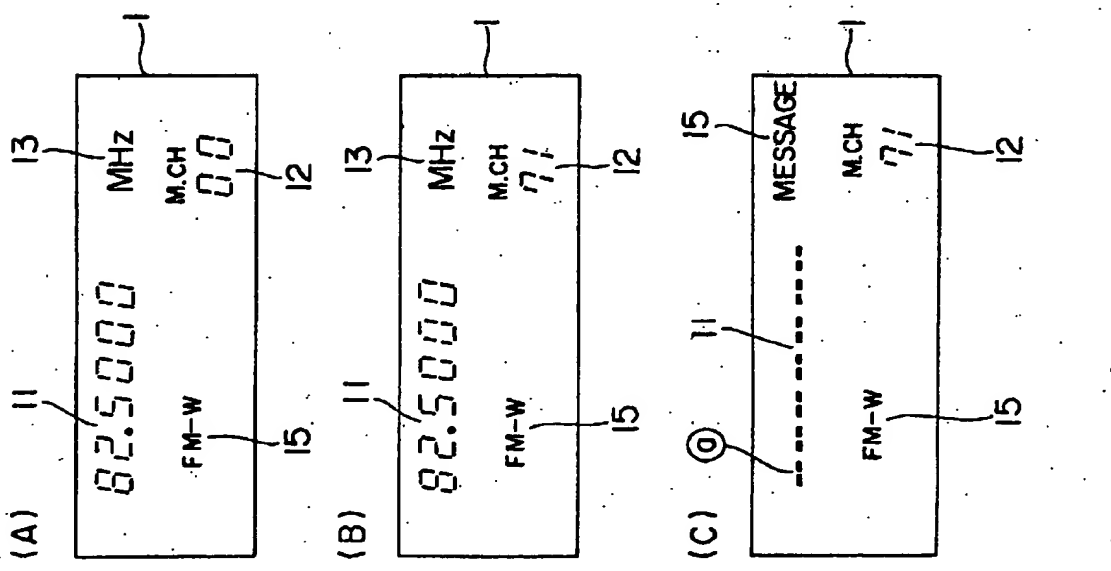 (A)
11
13
82.5000
MHz
1
FM-W
M.CH
00
15
12
(B)
11
13
82.5000
MHz
1
FM-W
M.CH
71
15
12
(C)
a
11
15
MESSAGE
1
FM-W
M.CH
71
15
12